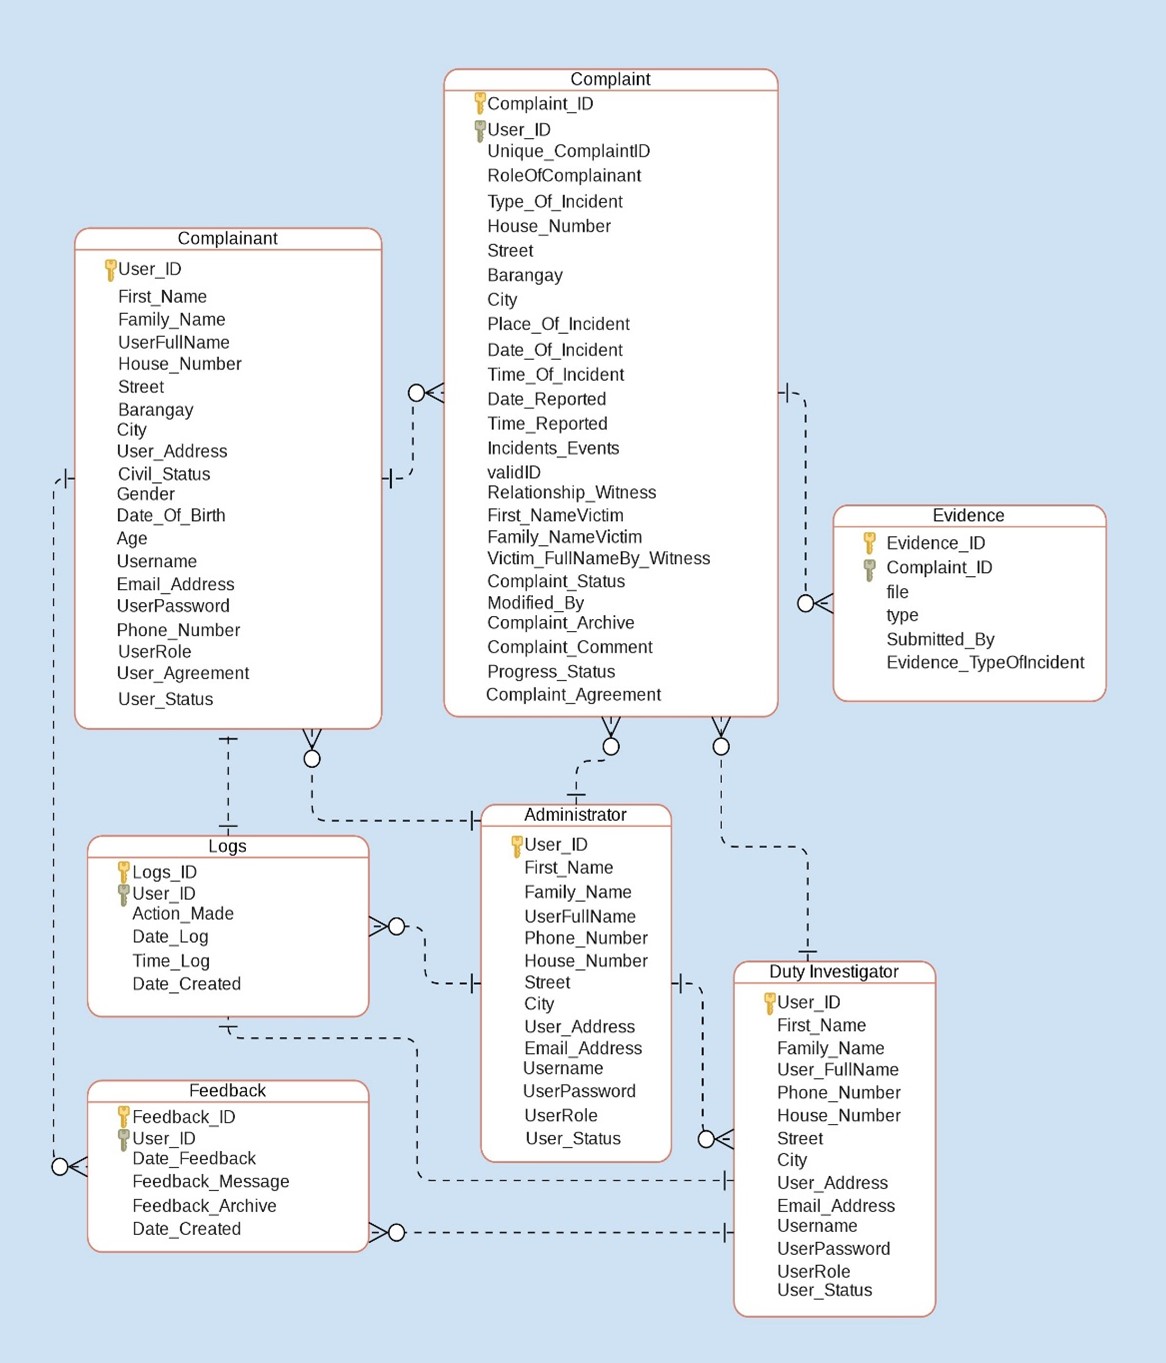 Complaint
Complaint_ID
User_ID
Unique_ComplaintID
RoleOfComplainant
Type_Of_Incident
House_Number
Street
Barangay
City
Place_Of_Incident
Date_Of_Incident
Time_Of_Incident
Date_Reported
Time_Reported
Incidents_Events
validID
Relationship_Witness
First_NameVictim
Family_NameVictim
Victim_FullNameBy_Witness
Complaint_Status
Modified_By
Complaint_Archive
Complaint_Comment
Progress_Status
Complaint_Agreement
Complainant
User_ID
First_Name
Family_Name
UserFullName
House_Number
Street
Barangay
City
User_Address
Civil_Status
Gender
Date_Of_Birth
Age
Username
Email_Address
UserPassword
Phone_Number
UserRole
User_Agreement
User_Status
Evidence
Evidence_ID
Complaint_ID
file
type
Submitted_By
Evidence_TypeOfIncident
Administrator
User_ID
First_Name
Family_Name
UserFullName
Phone_Number
House_Number
Street
City
User_Address
Email_Address
Username
UserPassword
UserRole
User_Status
Logs
Logs_ID
User_ID
Action_Made
Date_Log
Time_Log
Date_Created
Duty Investigator
User_ID
First_Name
Family_Name
User_FullName
Phone_Number
House_Number
Street
City
User_Address
Email_Address
Username
UserPassword
UserRole
User_Status
Feedback
Feedback_ID
User_ID
Date_Feedback
Feedback_Message
Feedback_Archive
Date_Created